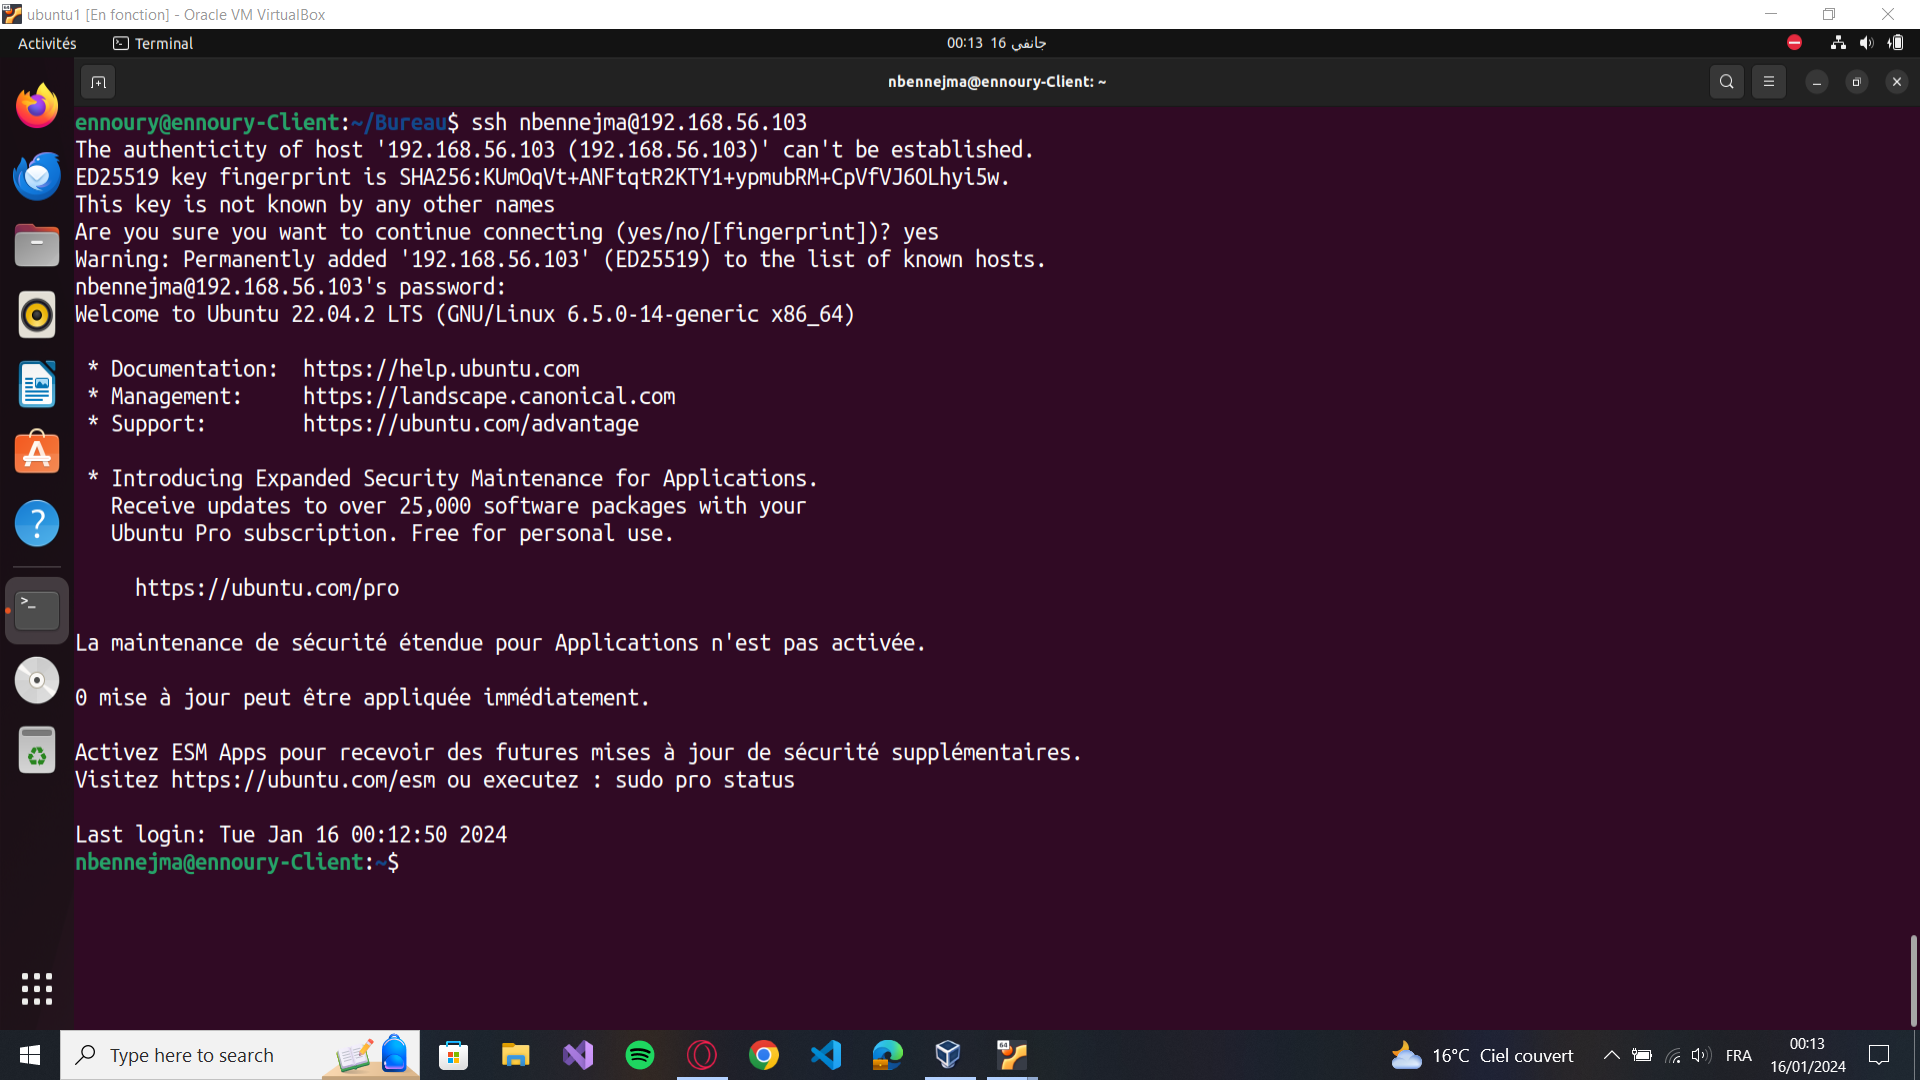 ubuntu1 [En fonction] - Oracle VM VirtualBox
Activités
Terminal
00:13 16 جانفي
nbennejma@ennoury-Client: ~
ennoury@ennoury-Client:~/Bureau$ ssh nbennejma@192.168.56.103
The authenticity of host '192.168.56.103 (192.168.56.103)' can't be established.
ED25519 key fingerprint is SHA256:KUmOqVt+ANFtqtR2KTY1+ypmubRM+CpVfVJ6OLhyi5w.
This key is not known by any other names
Are you sure you want to continue connecting (yes/no/[fingerprint])? yes
Warning: Permanently added '192.168.56.103' (ED25519) to the list of known hosts.
nbennejma@192.168.56.103's password:
Welcome to Ubuntu 22.04.2 LTS (GNU/Linux 6.5.0-14-generic x86_64)
* Documentation:  https://help.ubuntu.com
* Management:     https://landscape.canonical.com
* Support:        https://ubuntu.com/advantage
* Introducing Expanded Security Maintenance for Applications.
Receive updates to over 25,000 software packages with your
Ubuntu Pro subscription. Free for personal use.
https://ubuntu.com/pro
La maintenance de sécurité étendue pour Applications n'est pas activée.
0 mise à jour peut être appliquée immédiatement.
Activez ESM Apps pour recevoir des futures mises à jour de sécurité supplémentaires.
Visitez https://ubuntu.com/esm ou executez : sudo pro status
Last login: Tue Jan 16 00:12:50 2024
nbennejma@ennoury-Client:~$
Type here to search
64
16°C Ciel couvert
FRA
00:13
16/01/2024